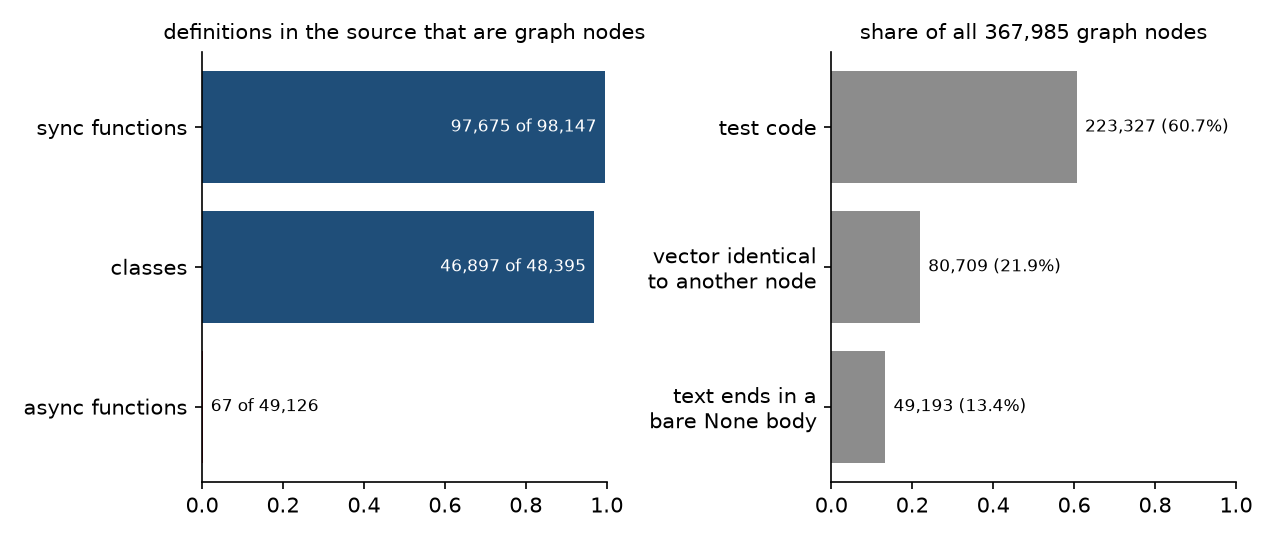 definitions in the source that are graph nodes
sync functions
97,675 of 98,147
classes
46,897 of 48,395
async functions
67 of 49,126
0.0 0.2 0.4 0.6 0.8 1.0
share of all 367,985 graph nodes
test code
223,327 (60.7%)
vector identical
to another node
80,709 (21.9%)
text ends in a
bare None body
49,193 (13.4%)
0.0 0.2 0.4 0.6 0.8 1.0